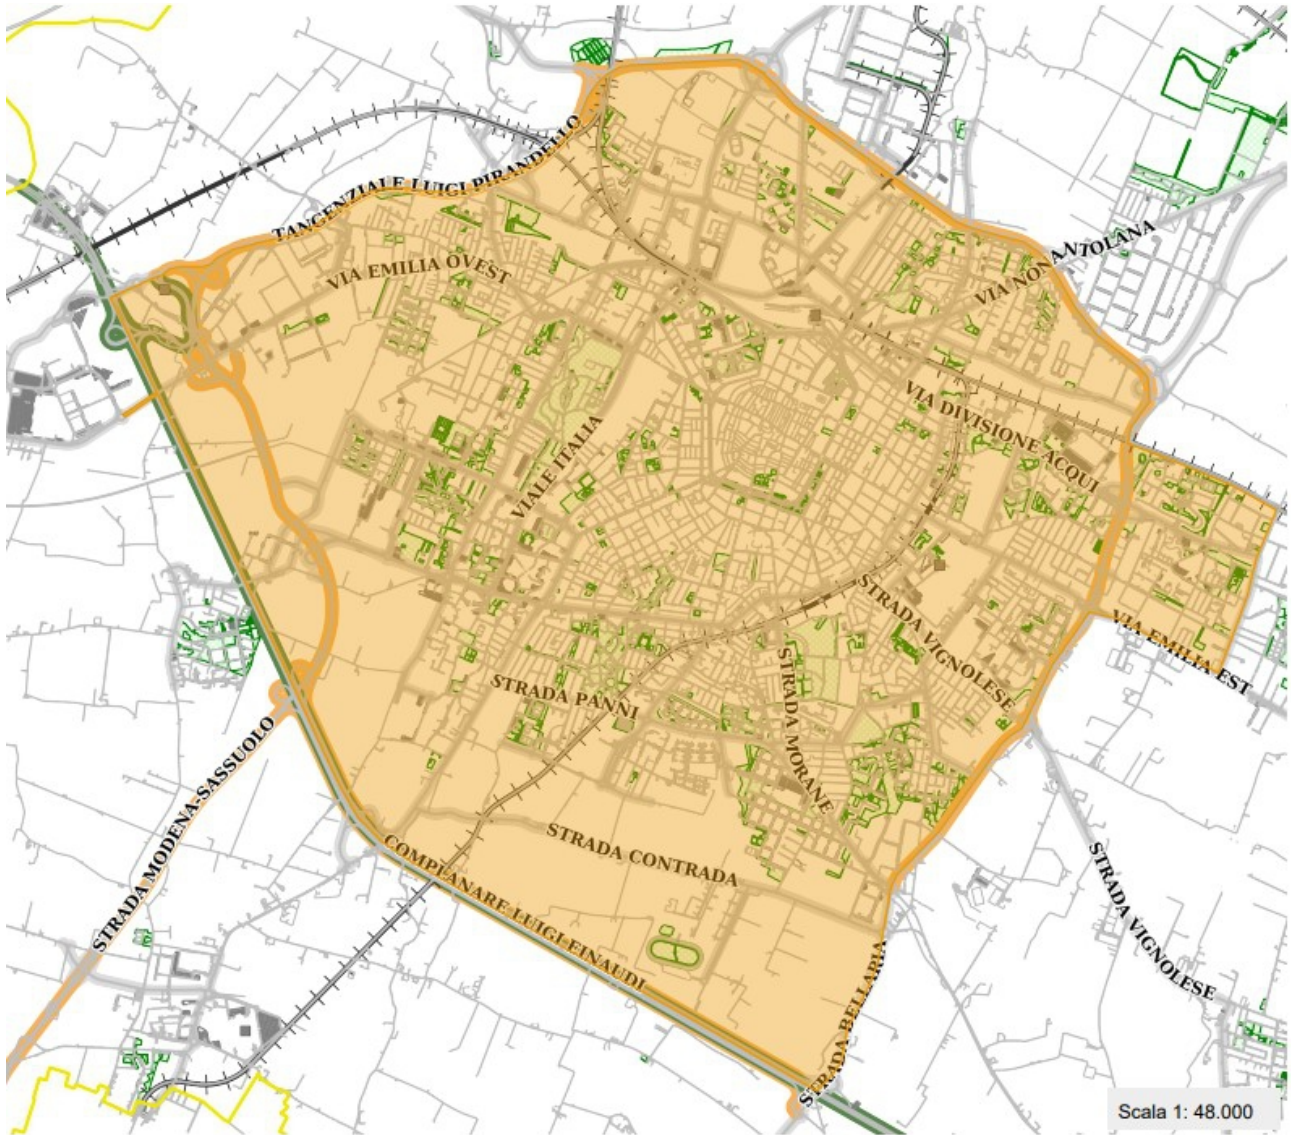 TANGENZIALE LUIGI PIRANDELLO
VIA EMILIA OVEST
VIA NONANTOLANA
VIA DIVISIONE ACQUI
VIALE ITALIA
STRADA VIGNOLESE
VIA EMILIA EST
STRADA PANNI
STRADA MORANE
STRADA MODENA-SASSUOLO
STRADA CONTRADA
COMPLANARE LUIGI EINAUDI
STRADA VIGNOLESE
STRADA BELLARIA
Scala 1: 48.000